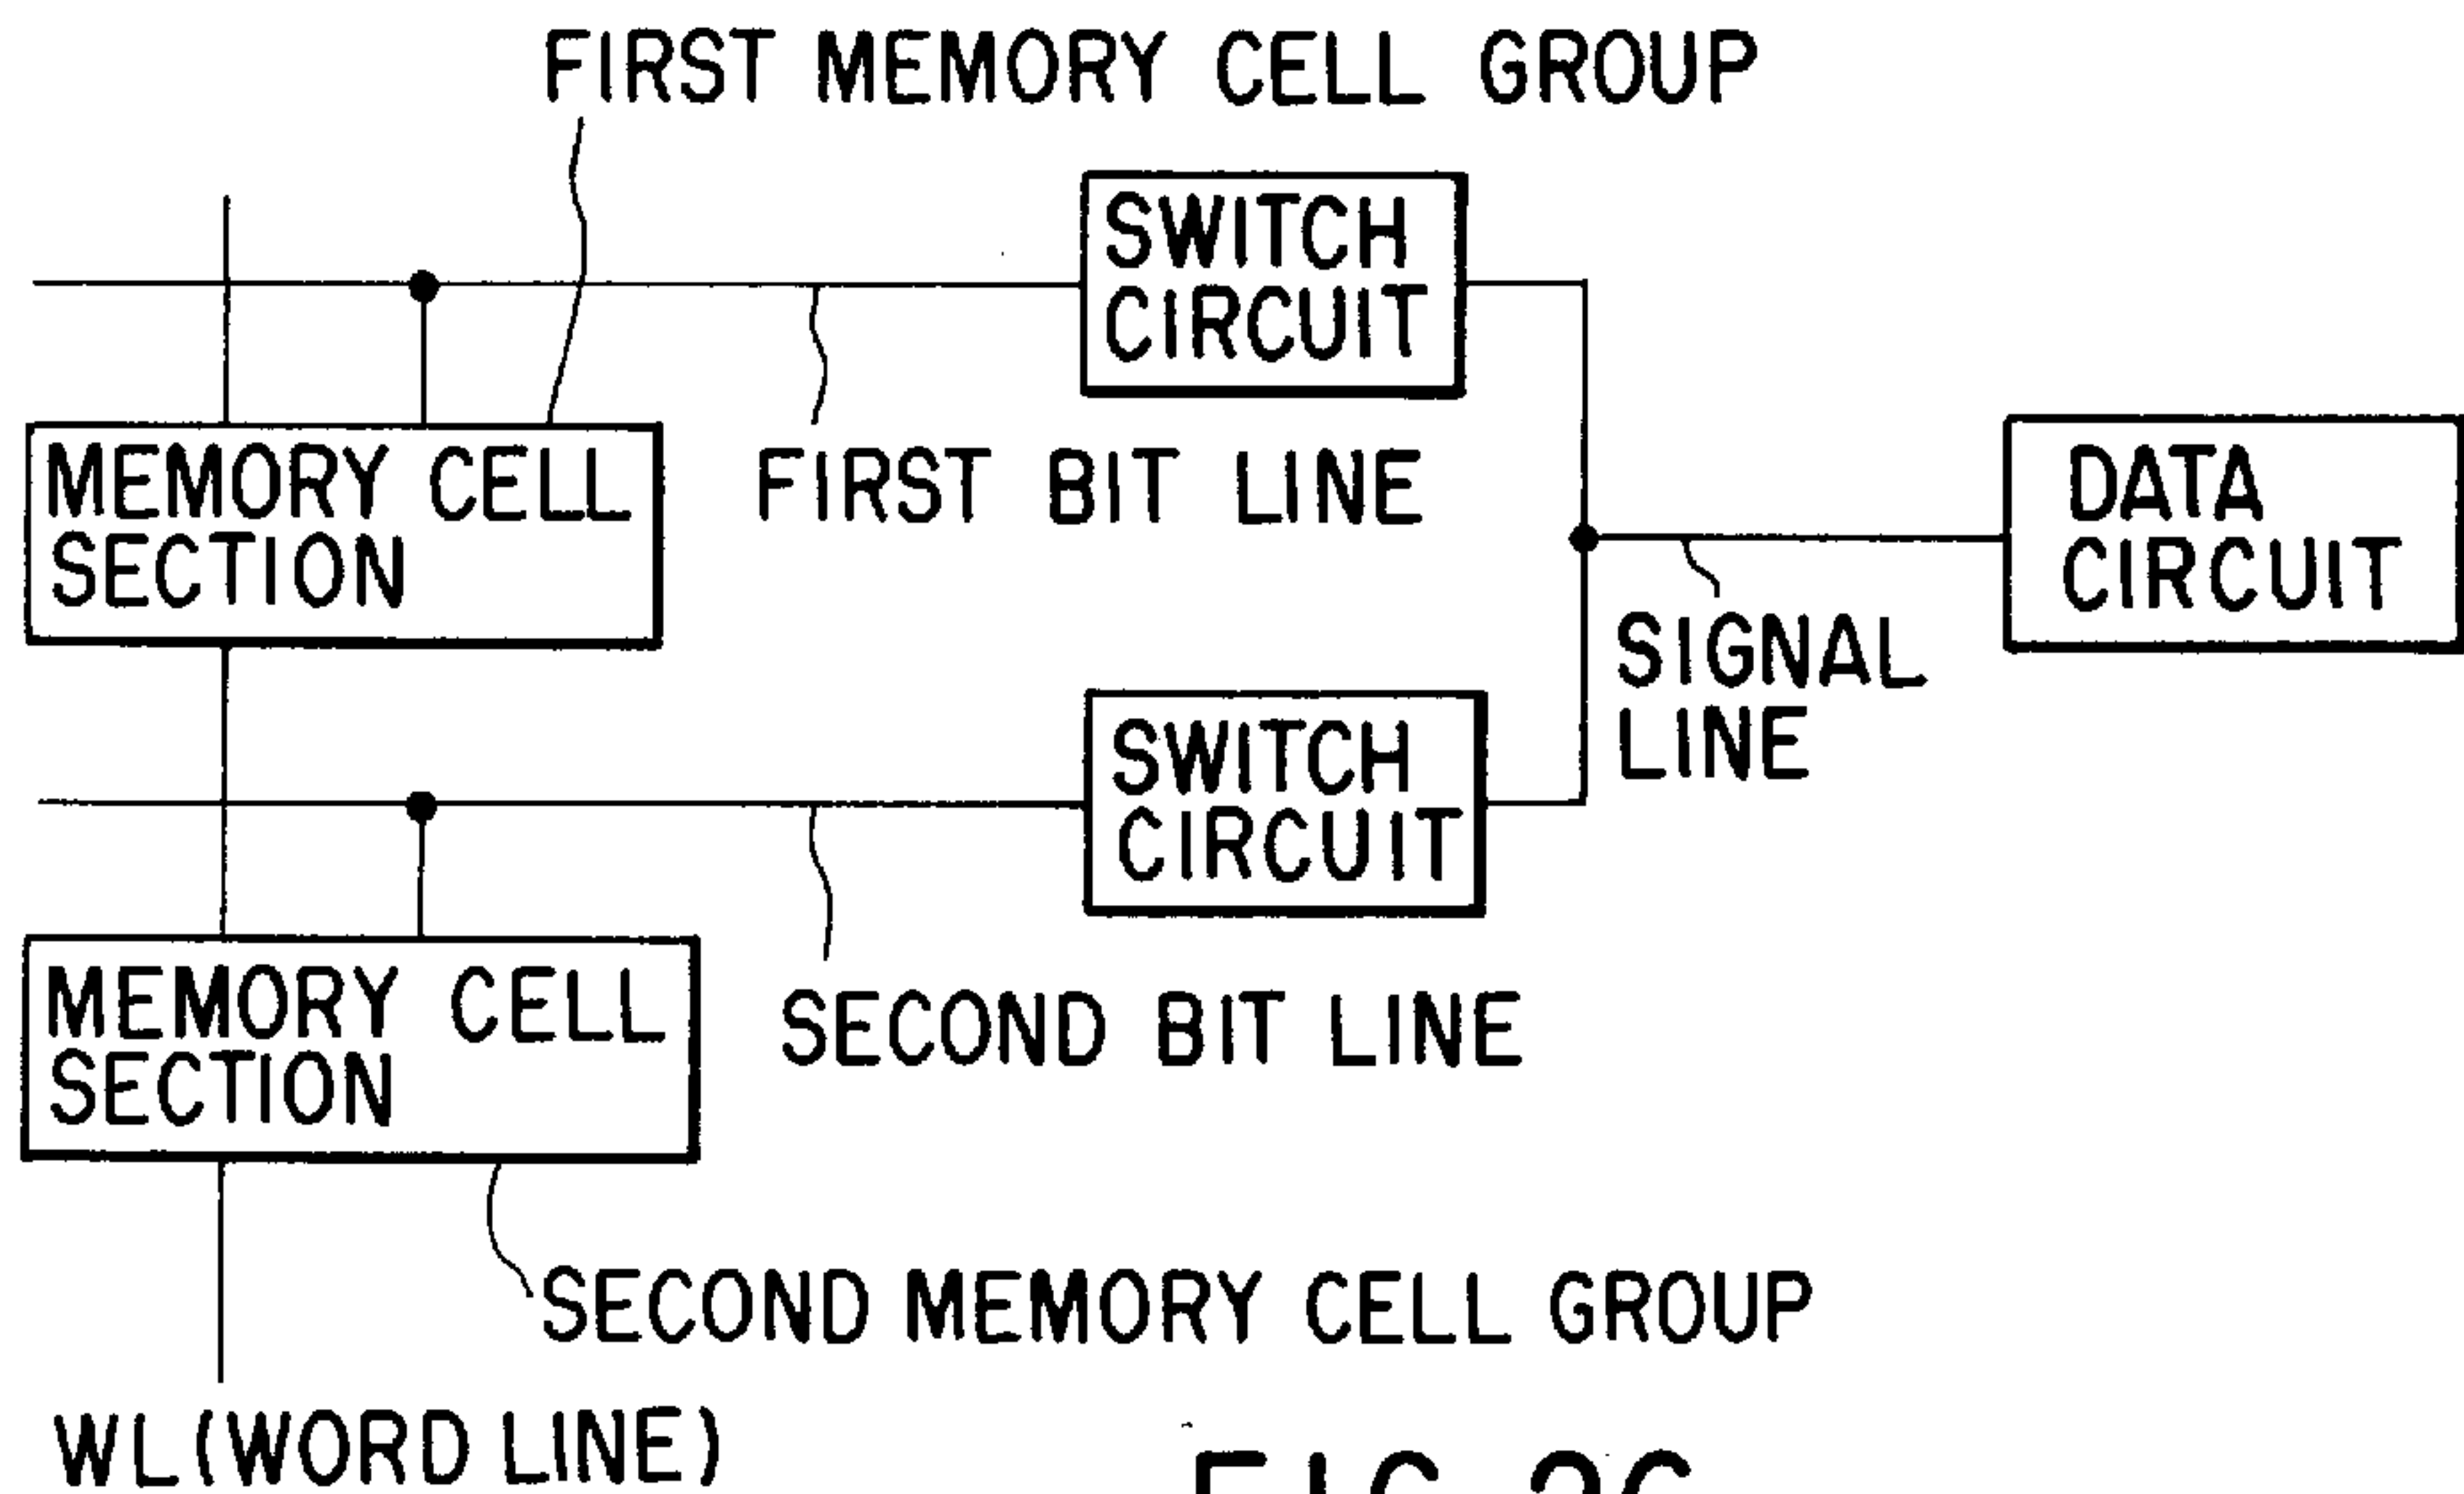 FIRST MEMORY CELL GROUP
SWITCH
CIRCUIT
MEMORY CELL
SECTION
FIRST BIT LINE
DATA
CIRCUIT
SIGNAL
LINE
SWITCH
CIRCUIT
MEMORY CELL
SECTION
SECOND BIT LINE
SECOND MEMORY CELL GROUP
WL(WORD LINE)